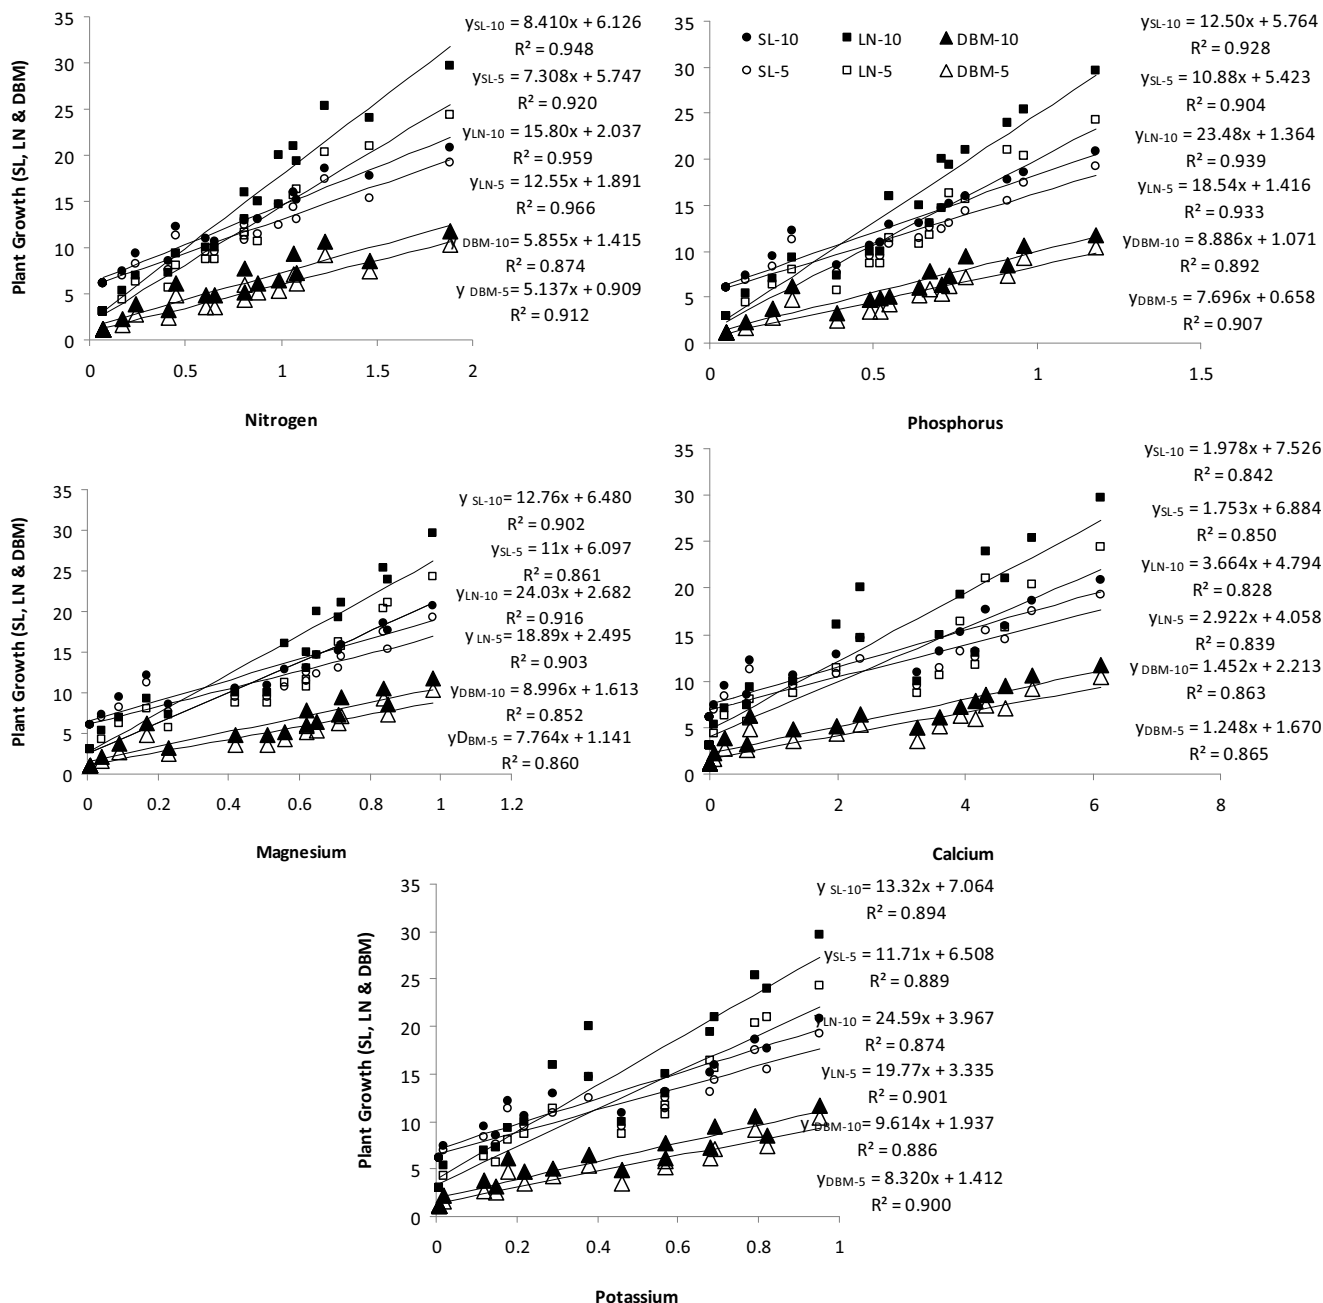 Plant Growth (SL, LN & DBM)
35
30
25
20
15
10
5
0
0 0.5 1 1.5 2
Nitrogen
ySL-10= 8.410x + 6.126
R² = 0.948
ySL-5 = 7.308x + 5.747
R² = 0.920
yLN-10 = 15.80x + 2.037
R² = 0.959
yLN-5 = 12.55x + 1.891
R² = 0.966
DBM-10= 5.855x + 1.415
R² = 0.874
y DBM-5= 5.137x + 0.909
R² = 0.912
35
30
25
20
15
10
5
0
0 0.5 1 1.5
Phosphorus
SL-10 LN-10 DBM-10
SL-5 LN-5 DBM-5
ySL-10= 12.50x + 5.764
R² = 0.928
ySL-5 = 10.88x + 5.423
R² = 0.904
yLN-10 = 23.48x + 1.364
R² = 0.939
yLN-5 = 18.54x + 1.416
R² = 0.933
yDBM-10= 8.886x + 1.071
R² = 0.892
yDBM-5= 7.696x + 0.658
R² = 0.907
Plant Growth (SL, LN & DBM)
35
30
25
20
15
10
5
0
0 0.2 0.4 0.6 0.8 1 1.2
Magnesium
y SL-10= 12.76x + 6.480
R² = 0.902
ySL-5= 11x + 6.097
R² = 0.861
yLN-10= 24.03x + 2.682
R² = 0.916
y LN-5= 18.89x + 2.495
R² = 0.903
yDBM-10= 8.996x + 1.613
R² = 0.852
yDBM-5= 7.764x + 1.141
R² = 0.860
35
30
25
20
15
10
5
0
0 2 4 6 8
Calcium
ySL-10= 1.978x + 7.526
R² = 0.842
ySL-5= 1.753x + 6.884
R² = 0.850
yLN-10= 3.664x + 4.794
R² = 0.828
yLN-5= 2.922x + 4.058
R² = 0.839
y DBM-10= 1.452x + 2.213
R² = 0.863
yDBM-5= 1.248x + 1.670
R² = 0.865
Plant Growth (SL, LN & DBM)
35
30
25
20
15
10
5
0
0 0.2 0.4 0.6 0.8 1
Potassium
y SL-10= 13.32x + 7.064
R² = 0.894
ySL-5= 11.71x + 6.508
R² = 0.889
yLN-10 = 24.59x + 3.967
R² = 0.874
yLN-5 = 19.77x + 3.335
R² = 0.901
y DBM-10= 9.614x + 1.937
R² = 0.886
yDBM-5= 8.320x + 1.412
R² = 0.900